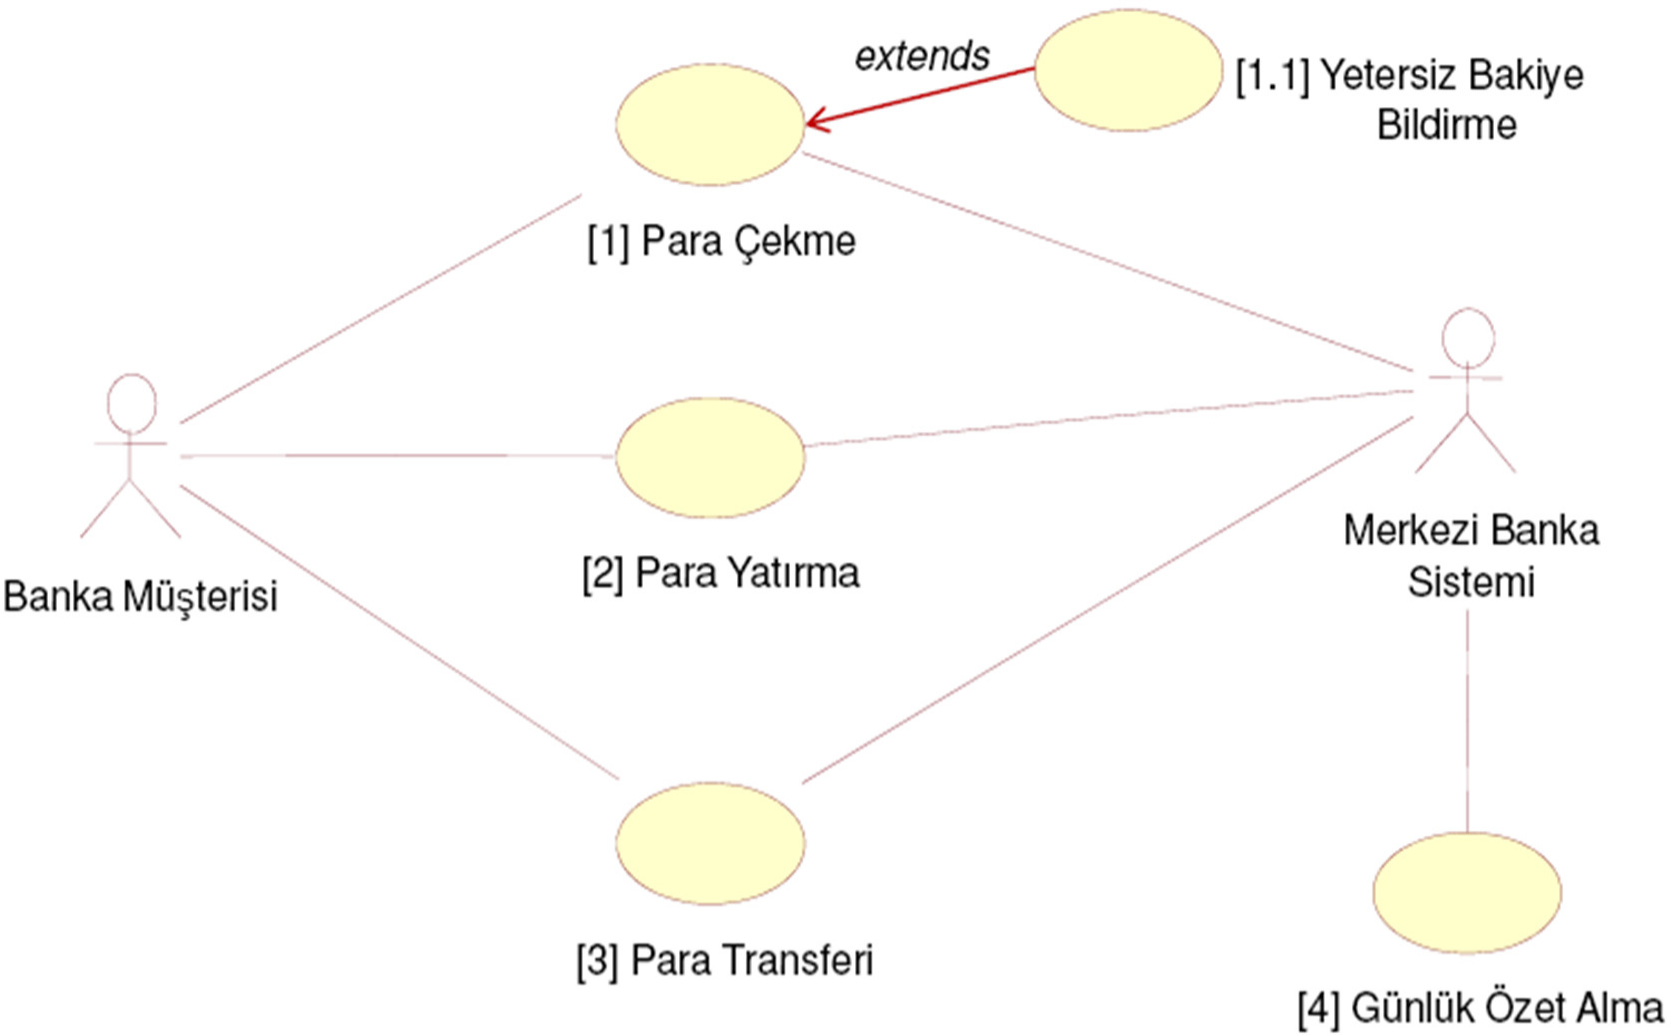 extends
[1.1] Yetersiz Bakiye
Bildirme
[1] Para Çekme
Banka Müşterisi
[2] Para Yatırma
Merkezi Banka
Sistemi
[3] Para Transferi
[4] Günlük Özet Alma